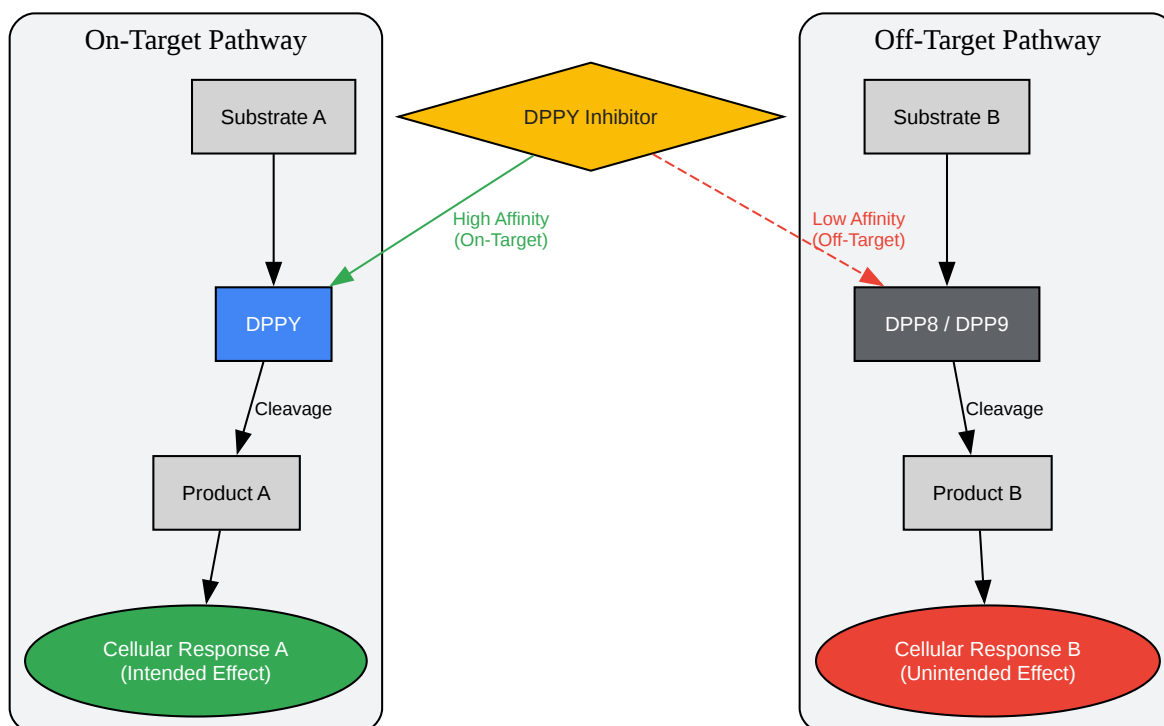 On-Target Pathway
Off-Target Pathway
Substrate A
DPPY Inhibitor
Substrate B
High Affinity
(On-Target)
Low Affinity
(Off-Target)
DPPY
DPP8 / DPP9
Cleavage
Cleavage
Product A
Product B
Cellular Response A
(Intended Effect)
Cellular Response B
(Unintended Effect)